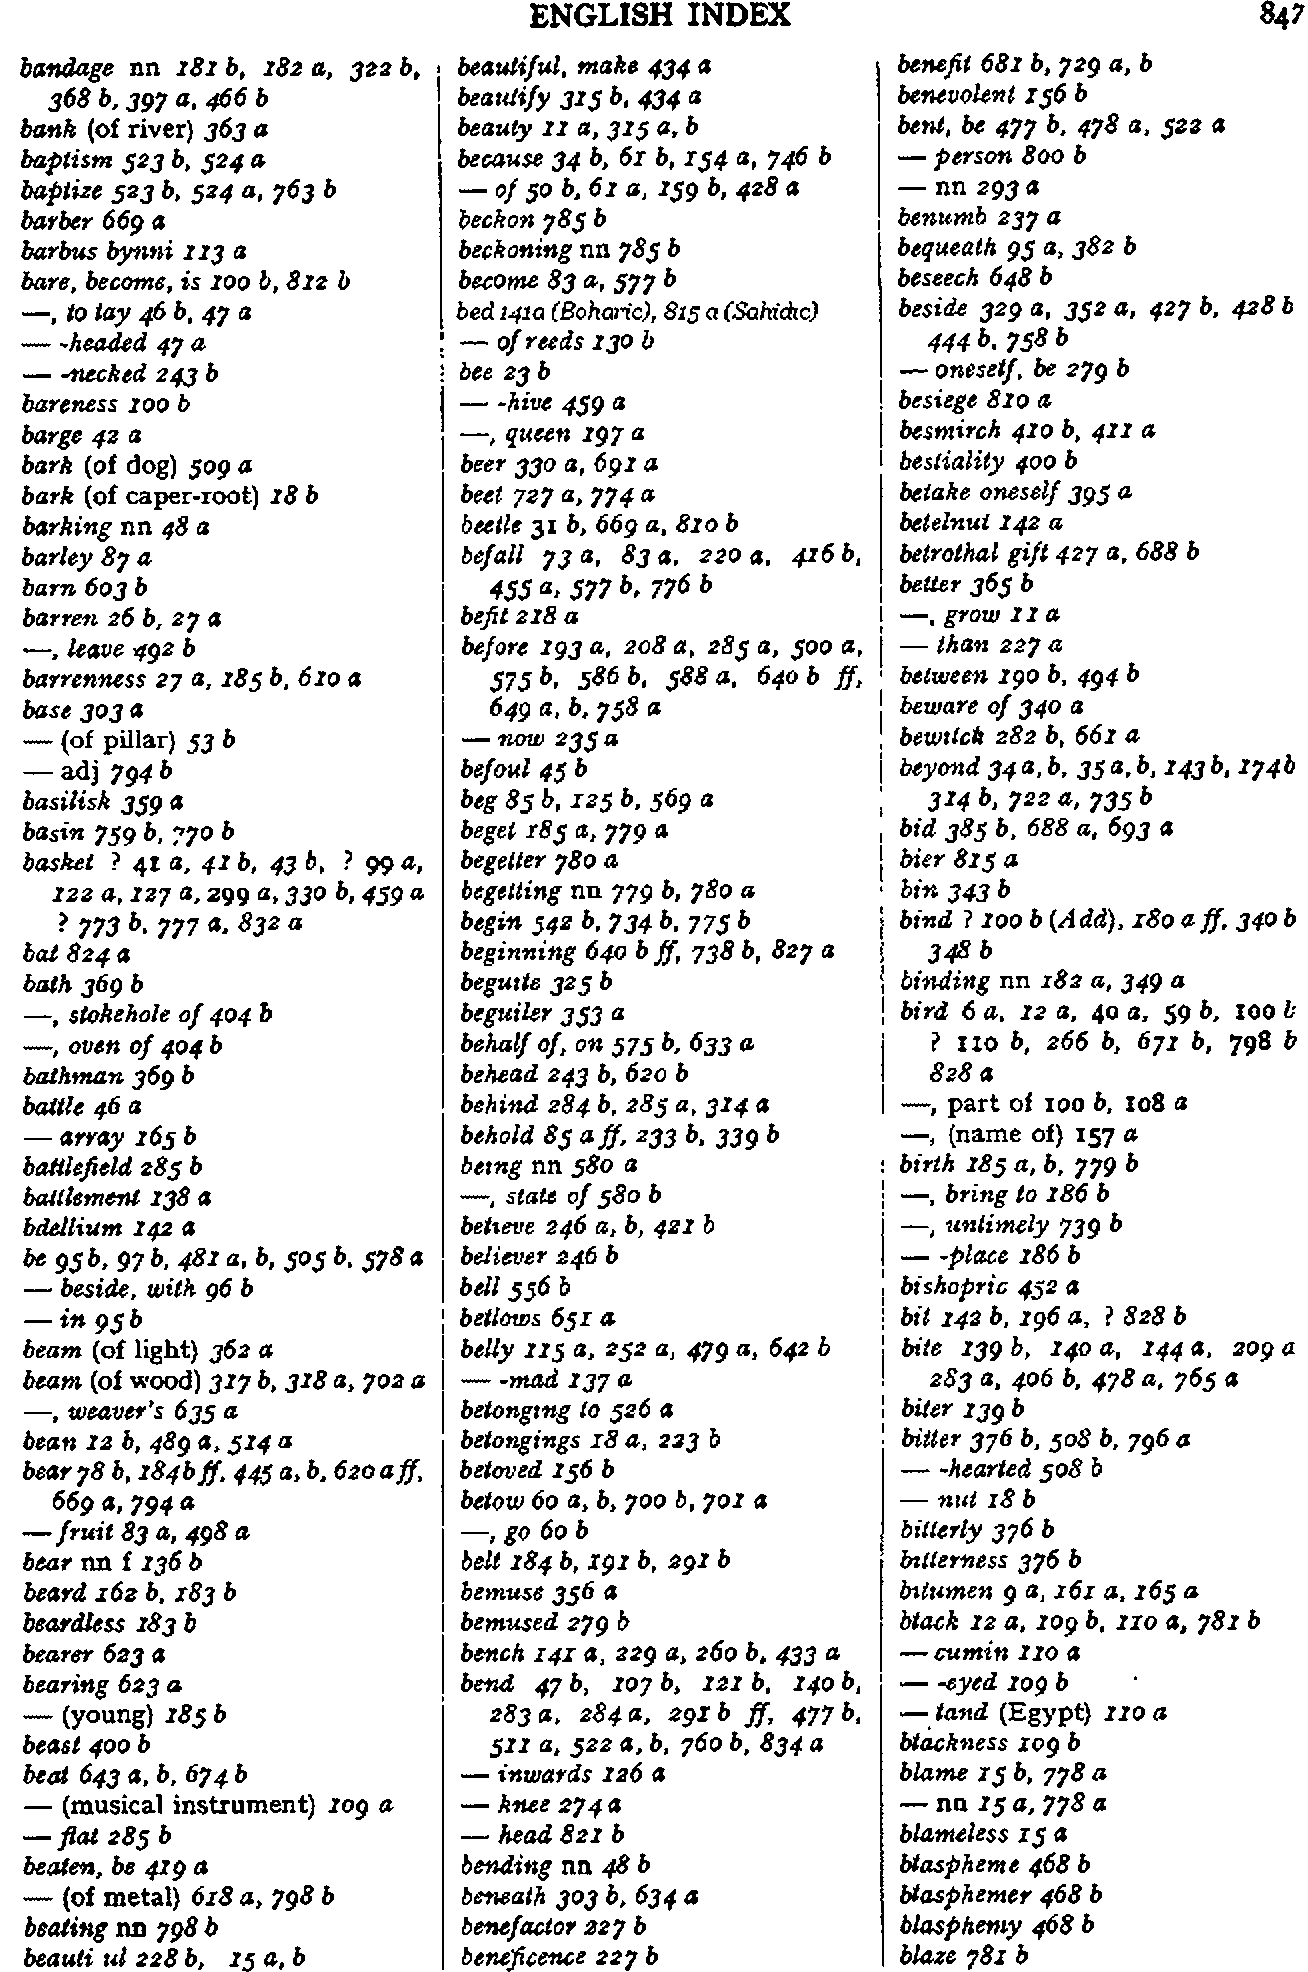 ENGLISH INDEX
847
bandage nn 181 b, 182 a, 322 b,
368 b, 397 a, 466 b
bank (of river) 363 a
baptism 523 b, 524 a
baptize 523 b, 524 a, 763 b
barber 669 a
barbus bynni 113 a
bare, become, is 100 b, 812 b
—, to lay 46 b, 47 a
— -headed 47 a
— -necked 243 b
bareness 100 b
barge 42 a
bark (of dog) 509 a
bark (of caper-root) 18 b
barking nn 48 a
barley 87 a
barn 603 b
barren 26 b, 27 a
—, leave 492 b
barrenness 27 a, 185 b, 610 a
base 303 a
— (of pillar) 53 b
— adj 794 b
basilisk 359 a
basin 759 b, 770 b
basket ? 41 a, 41 b, 43 b, ? 99 a,
122 a, 127 a, 299 a, 330 b, 459 a
? 773 b, 777 a, 832 a
bat 824 a
bath 369 b
—, stokehole of 404 b
—, oven of 404 b
bathman 369 b
battle 46 a
— array 165 b
battlefield 285 b
battlement 138 a
bdellium 142 a
be 95 b, 97 b, 481 a, b, 505 b, 578 a
— beside, with 96 b
— in 95 b
beam (of light) 362 a
beam (of wood) 317 b, 318 a, 702 a
—, weaver's 635 a
bean 12 b, 489 a, 514 a
bear 78 b, 184 b ff, 445 a, b, 620 a ff,
669 a, 794 a
— fruit 83 a, 498 a
bear nn f 136 b
beard 162 b, 183 b
beardless 183 b
bearer 623 a
bearing 623 a
— (young) 185 b
beast 400 b
beat 643 a, b, 674 b
— (musical instrument) 109 a
— flat 285 b
beaten, be 419 a
— (of metal) 618 a, 798 b
beating nn 798 b
beauti ul 228 b, 15 a, b
beautiful, make 434 a
beautify 315 b, 434 a
beauty 11 a, 315 a, b
because 34 b, 61 b, 154 a, 746 b
— of 50 b, 61 a, 159 b, 428 a
beckon 785 b
beckoning nn 785 b
become 83 a, 577 b
bed 141a (Boharic), 815 a (Sahidic)
— of reeds 130 b
bee 23 b
— -hive 459 a
—, queen 197 a
beer 330 a, 691 a
beet 727 a, 774 a
beetle 31 b, 669 a, 810 b
befall 73 a, 83 a, 220 a, 416 b,
455 a, 577 b, 776 b
befit 218 a
before 193 a, 208 a, 285 a, 500 a,
575 b, 586 b, 588 a, 640 b ff,
649 a, b, 758 a
— now 235 a
befoul 45 b
beg 85 b, 125 b, 569 a
beget 185 a, 779 a
begetter 780 a
begetting nn 779 b, 780 a
begin 542 b, 734 b, 775 b
beginning 640 b ff, 738 b, 827 a
beguile 325 b
beguiler 353 a
behalf of, on 575 b, 633 a
behead 243 b, 620 b
behind 284 b, 285 a, 314 a
behold 85 a ff, 233 b, 339 b
being nn 580 a
—, state of 580 b
believe 246 a, b, 421 b
believer 246 b
bell 556 b
bellows 651 a
belly 115 a, 252 a, 479 a, 642 b
— -mad 137 a
belonging to 526 a
belongings 18 a, 223 b
beloved 156 b
below 60 a, b, 700 b, 701 a
—, go 60 b
belt 184 b, 191 b, 291 b
bemuse 356 a
bemused 279 b
bench 141 a, 229 a, 260 b, 433 a
bend 47 b, 107 b, 121 b, 140 b,
283 a, 284 a, 291 b ff, 477 b,
511 a, 522 a, b, 760 b, 834 a
— inwards 126 a
— knee 274 a
— head 821 b
bending nn 48 b
beneath 303 b, 634 a
benefactor 227 b
beneficence 227 b
benefit 681 b, 729 a, b
benevolent 156 b
bent, be 477 b, 478 a, 522 a
— person 800 b
— nn 293 a
benumb 237 a
bequeath 95 a, 382 b
beseech 648 b
beside 329 a, 352 a, 427 b, 428 b
444 b, 758 b
— oneself, be 279 b
besiege 810 a
besmirch 410 b, 411 a
bestiality 400 b
betake oneself 395 a
betelnut 142 a
betrothal gift 427 a, 688 b
better 365 b
—, grow 11 a
— than 227 a
between 190 b, 494 b
beware of 340 a
bewitch 282 b, 661 a
beyond 34 a, b, 35 a, b, 143 b, 174 b
314 b, 722 a, 735 b
bid 385 b, 688 a, 693 a
bier 815 a
bin 343 b
bind ? 100 b (Add), 180 a ff, 340 b
348 b
binding nn 182 a, 349 a
bird 6 a, 12 a, 40 a, 59 b, 100 b
? 110 b, 266 b, 671 b, 798 b
828 a
—, part of 100 b, 108 a
—, (name of) 157 a
birth 185 a, b, 779 b
—, bring to 186 b
—, untimely 739 b
— -place 186 b
bishopric 452 a
bit 142 b, 196 a, ? 828 b
bite 139 b, 140 a, 144 a, 209 a
283 a, 406 b, 478 a, 765 a
biter 139 b
bitter 376 b, 508 b, 796 a
— -hearted 508 b
— nut 18 b
bitterly 376 b
bitterness 376 b
bitumen 9 a, 161 a, 165 a
black 12 a, 109 b, 110 a, 781 b
— cumin 110 a
— -eyed 109 b
— land (Egypt) 110 a
blackness 109 b
blame 15 b, 778 a
— nn 15 a, 778 a
blameless 15 a
blaspheme 468 b
blasphemer 468 b
blasphemy 468 b
blaze 781 b